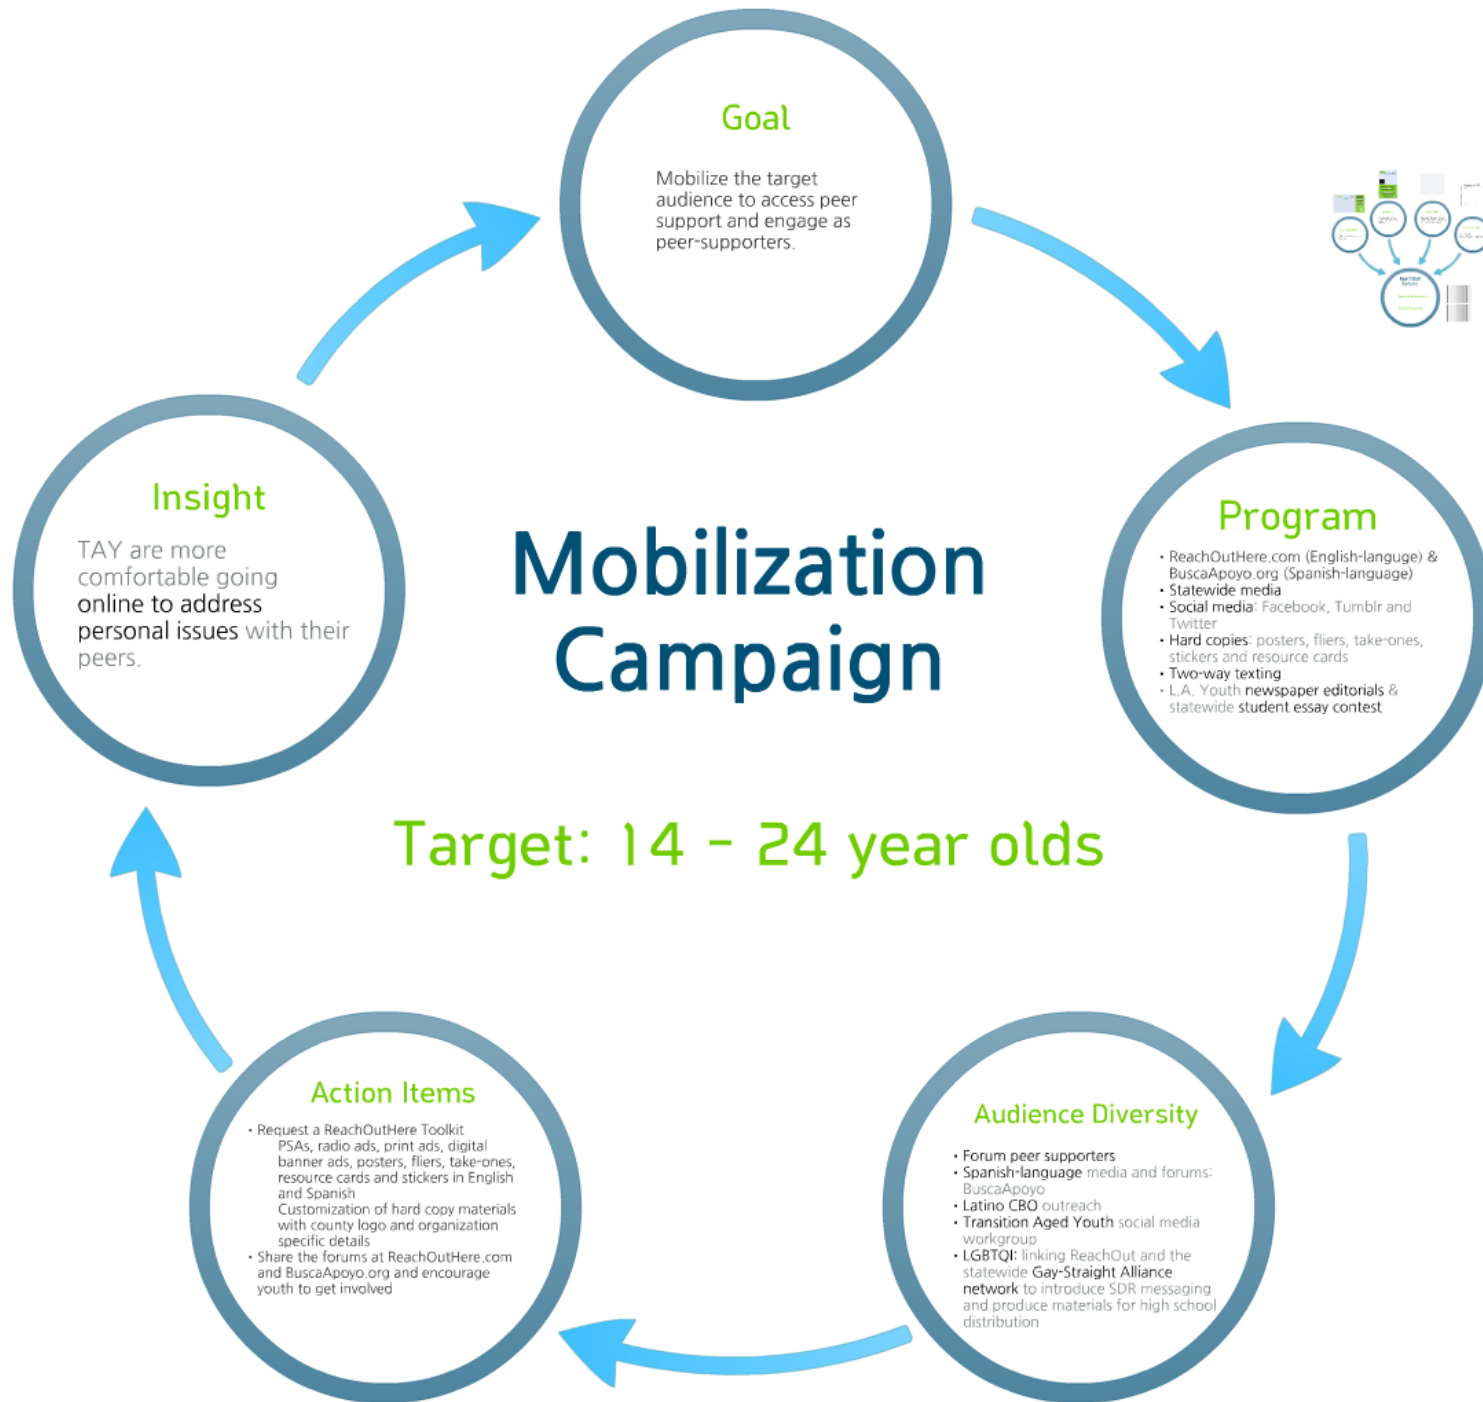 Goal
Mobilize the target
audience to access peer
support and engage as
peer-supporters.
Insight
TAY are more
comfortable going
online to address
personal issues with their
peers.
Mobilization
Campaign
Program
• ReachOutHere.com (English-languge) &
BuscaApoyo.org (Spanish-language)
• Statewide media
• Social media: Facebook, Tumblr and
Twitter
• Hard copies: posters, fliers, take-ones,
stickers and resource cards
• Two-way texting
• L.A. Youth newspaper editorials &
statewide student essay contest
Target: 14 - 24 year olds
Action Items
• Request a ReachOutHere Toolkit
PSAs, radio ads, print ads, digital
banner ads, posters, fliers, take-ones,
resource cards and stickers in English
and Spanish
Customization of hard copy materials
with county logo and organization
specific details
• Share the forums at ReachOutHere.com
and BuscaApoyo.org and encourage
youth to get involved
Audience Diversity
• Forum peer supporters
• Spanish-language media and forums:
BuscaApoyo
• Latino CBO outreach
• Transition Aged Youth social media
workgroup
• LGBTQI: linking ReachOut and the
statewide Gay-Straight Alliance
network to introduce SDR messaging
and produce materials for high school
distribution